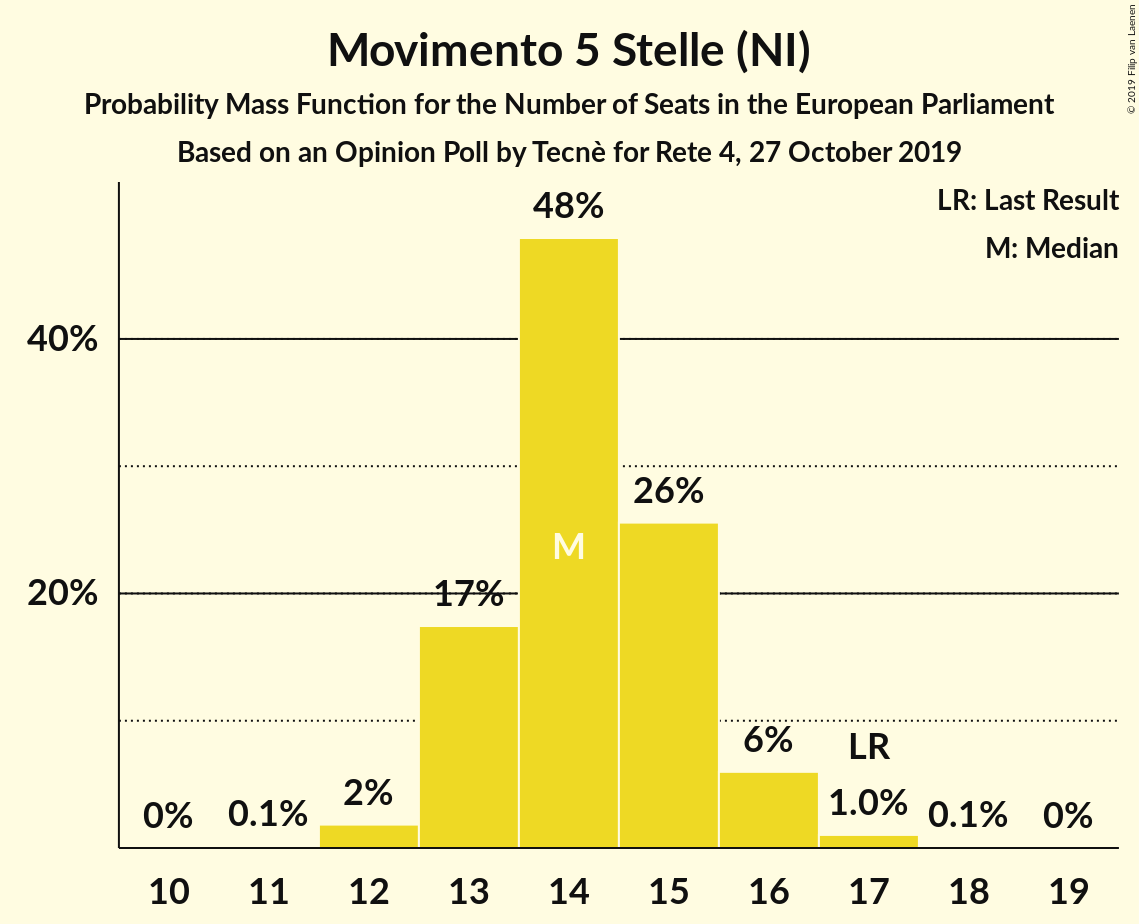 Movimento 5 Stelle (NI)
Probability Mass Function for the Number of Seats in the European Parliament
Based on an Opinion Poll by Tecnè for Rete 4, 27 October 2019
© 2019 Filip van Laenen
LR: Last Result
M: Median
48%
40%
26%
M
20%
17%
6%
LR
2%
1.0%
0%
0.1%
0.1%
0%
10 11 12 13 14 15 16 17 18 19